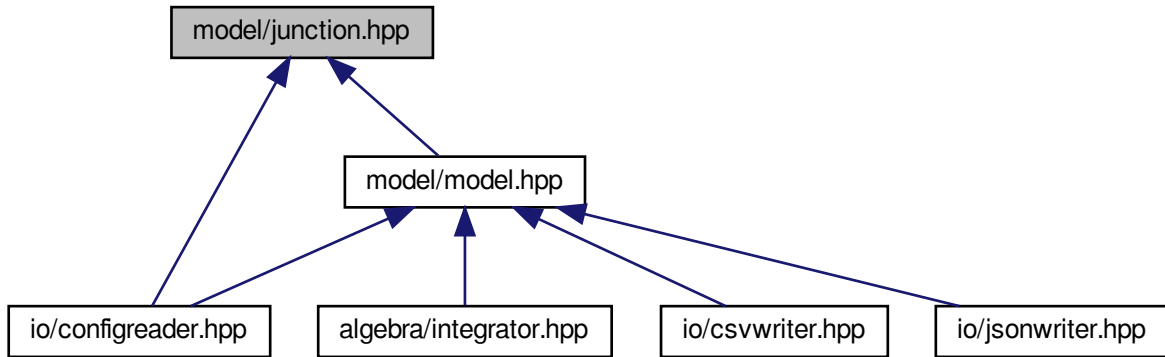 model/junction.hpp
model/model.hpp
io/configreader.hpp
algebra/integrator.hpp
io/csvwriter.hpp
io/jsonwriter.hpp